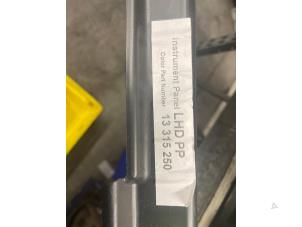 Instrument Panel LHD PP
Color Part Number 13 315 250